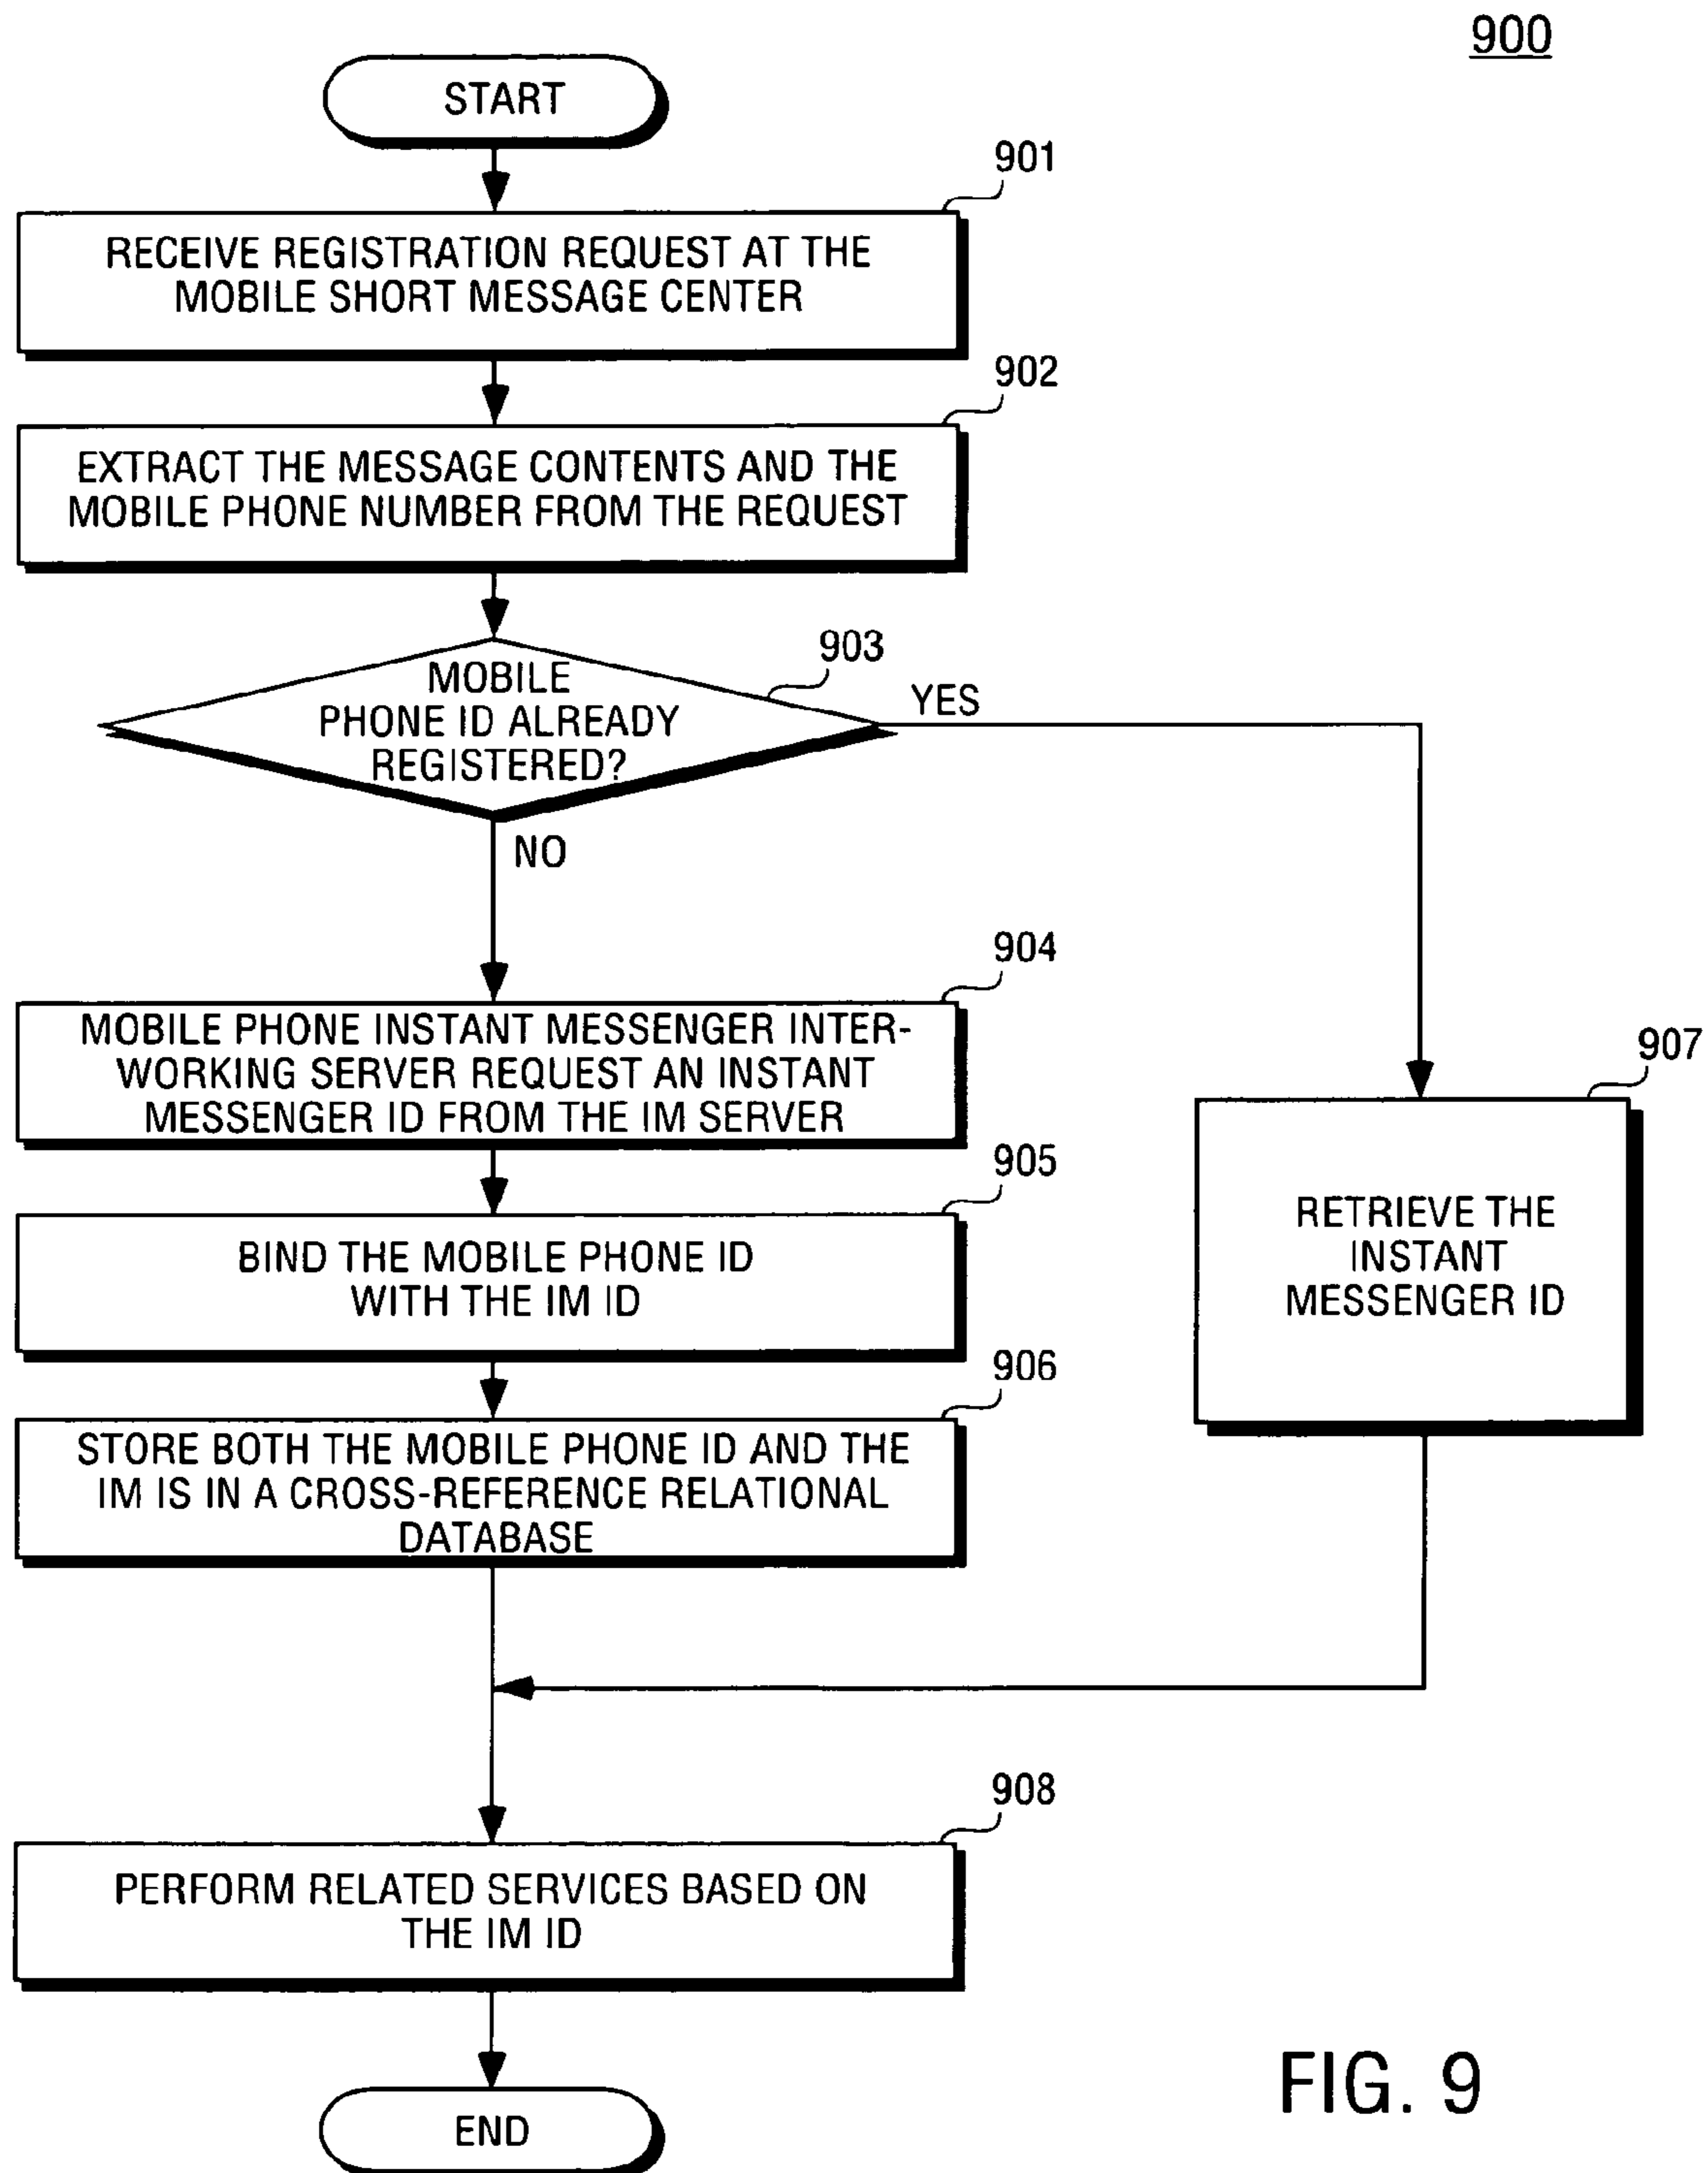 900
START
901
RECEIVE REGISTRATION REQUEST AT THE
MOBILE SHORT MESSAGE CENTER
902
EXTRACT THE MESSAGE CONTENTS AND THE
MOBILE PHONE NUMBER FROM THE REQUEST
903
MOBILE
PHONE ID ALREADY
REGISTERED?
YES
NO
904
MOBILE PHONE INSTANT MESSENGER INTER-
WORKING SERVER REQUEST AN INSTANT
MESSENGER ID FROM THE IM SERVER
905
BIND THE MOBILE PHONE ID
WITH THE IM ID
906
STORE BOTH THE MOBILE PHONE ID AND THE
IM IS IN A CROSS-REFERENCE RELATIONAL
DATABASE
907
RETRIEVE THE
INSTANT
MESSENGER ID
908
PERFORM RELATED SERVICES BASED ON
THE IM ID
END
FIG. 9